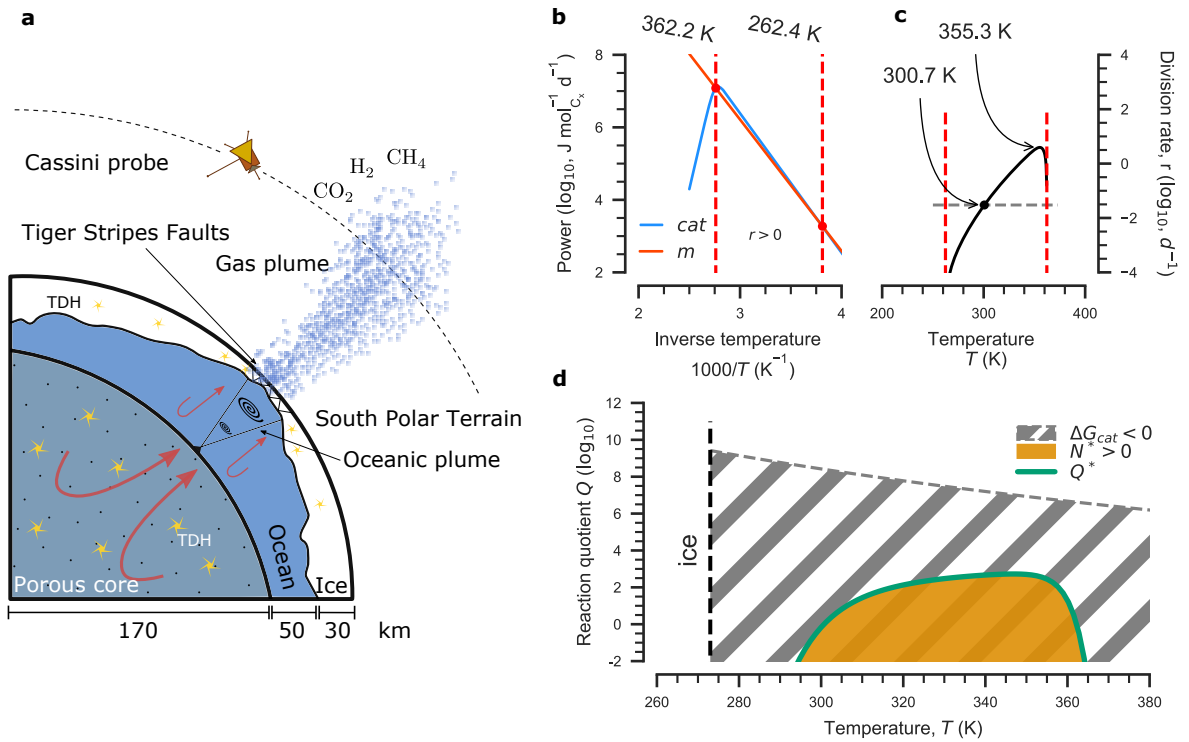 a
Cassini probe
CO2
H2
CH4
Tiger Stripes Faults
Gas plume
TDH
South Polar Terrain
Oceanic plume
TDH
Ocean
Porous core
Ice
170
50
30
km
b
362.2 K
262.4 K
Power (log10, J mol−1Cx d−1)
8
6
4
2
cat
m
r > 0
2
3
4
Inverse temperature
1000/T (K−1)
c
355.3 K
300.7 K
4
2
0
−2
−4
Division rate, r (log10, d−1)
200
300
400
Temperature
T (K)
d
Reaction quotient Q (log10)
12
10
8
6
4
2
0
-2
ice
ΔGcat < 0
N* > 0
Q*
260
280
300
320
340
360
380
Temperature, T (K)